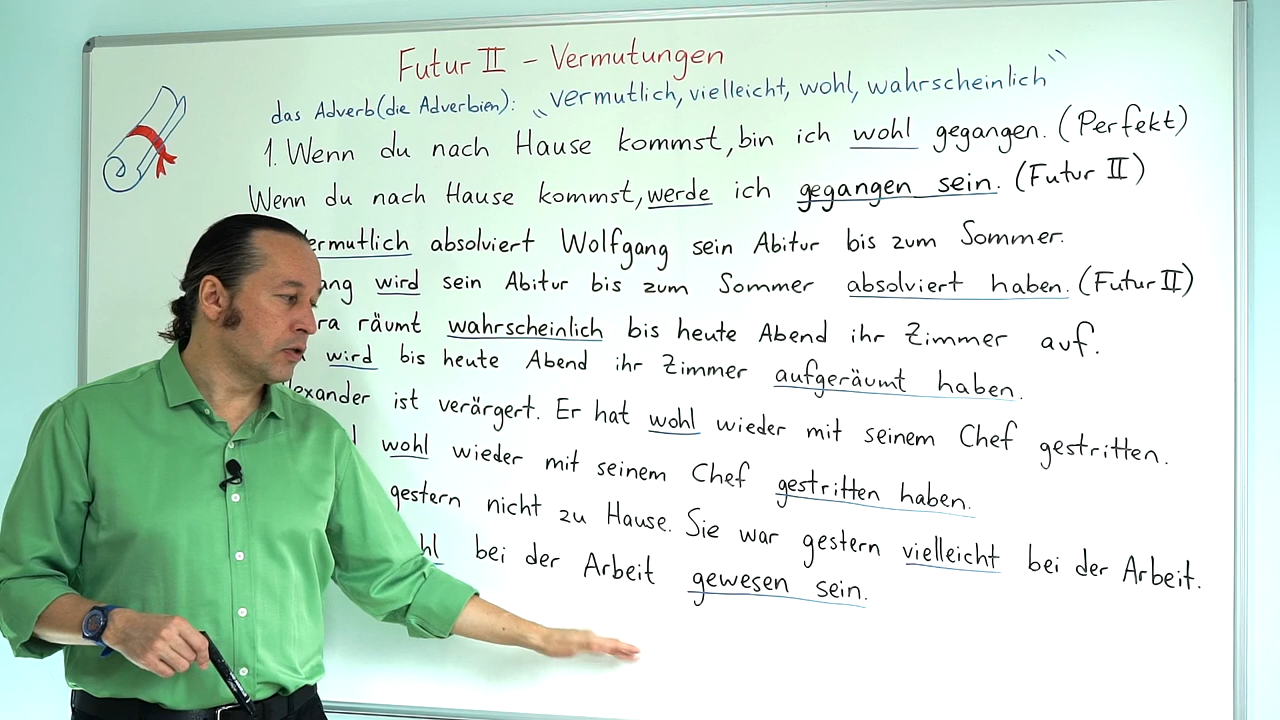 Futur II - Vermutungen
das Adverb (die Adverbien): "vermutlich, vielleicht, wohl, wahrscheinlich"
1. Wenn du nach Hause kommst, bin ich wohl gegangen. (Perfekt)
Wenn du nach Hause kommst, werde ich gegangen sein. (Futur II)
ermutlich absolviert Wolfgang sein Abitur bis zum Sommer.
ang wird sein Abitur bis zum Sommer absolviert haben. (Futur II)
ra räumt wahrscheinlich bis heute Abend ihr Zimmer auf.
wird bis heute Abend ihr Zimmer aufgeräumt haben.
lexander ist verärgert. Er hat wohl wieder mit seinem Chef gestritten.
wohl wieder mit seinem Chef gestritten haben.
gestern nicht zu Hause. Sie war gestern vielleicht bei der Arbeit.
hl bei der Arbeit gewesen sein.